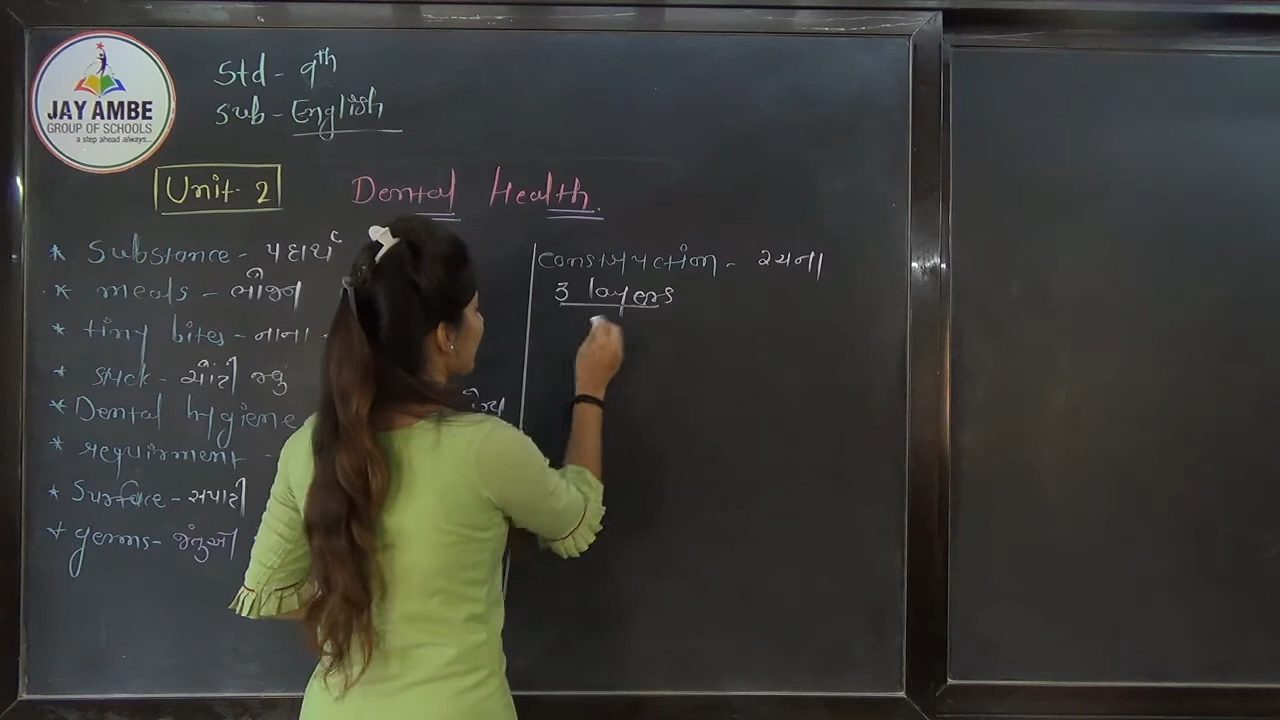 JAY AMBE
GROUP OF SCHOOLS
a step ahead always...
Std - 9th
Sub - English
Unit - 2 Dental Health.
* Substance - પદાર્થ
* meals - ભોજન
* tiny bites - નાના -
* stick - ચોંટી જવું
* Dental hygiene
* requirment -
* Surface - સપાટી
* germs - જંતુઓ
Construction - રચના
3 layers